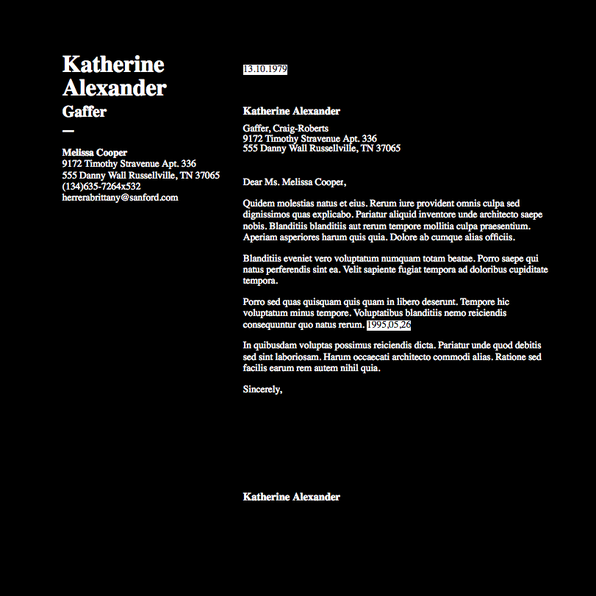 Katherine
Alexander
Gaffer
—
Melissa Cooper
9172 Timothy Stravenue Apt. 336
555 Danny Wall Russellville, TN 37065
(134)635-7264x532
herrerabrittany@sanford.com
13.10.1979
Katherine Alexander
Gaffer, Craig-Roberts
9172 Timothy Stravenue Apt. 336
555 Danny Wall Russellville, TN 37065
Dear Ms. Melissa Cooper,
Quidem molestias natus et eius. Rerum iure provident omnis culpa sed
dignissimos quas explicabo. Pariatur aliquid inventore unde architecto saepe
nobis. Blanditiis blanditiis aut rerum tempore mollitia culpa praesentium.
Aperiam asperiores harum quis quia. Dolore ab cumque alias officiis.
Blanditiis eveniet vero voluptatum numquam totam beatae. Porro saepe qui
natus perferendis sint ea. Velit sapiente fugiat tempora ad doloribus cupiditate
tempora.
Porro sed quas quisquam quis quam in libero deserunt. Tempore hic
voluptatum minus tempore. Voluptatibus blanditiis nemo reiciendis
consequuntur quo natus rerum. 1995,05,26
In quibusdam voluptas possimus reiciendis dicta. Pariatur unde quod debitis
sed sint laboriosam. Harum occaecati architecto commodi alias. Ratione sed
facilis earum rem autem nihil quia.
Sincerely,
Katherine Alexander